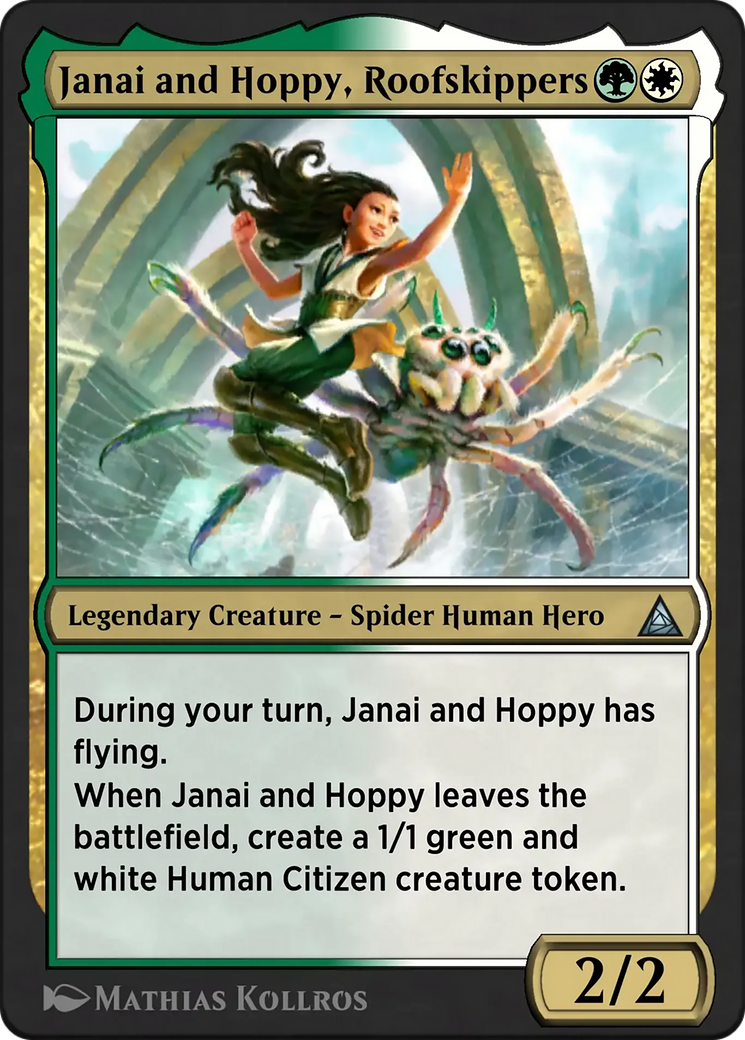 Janai and Hoppy, Roofskippers
Legendary Creature – Spider Human Hero
During your turn, Janai and Hoppy has
flying.
When Janai and Hoppy leaves the
battlefield, create a 1/1 green and
white Human Citizen creature token.
2/2
Mathias Kollros